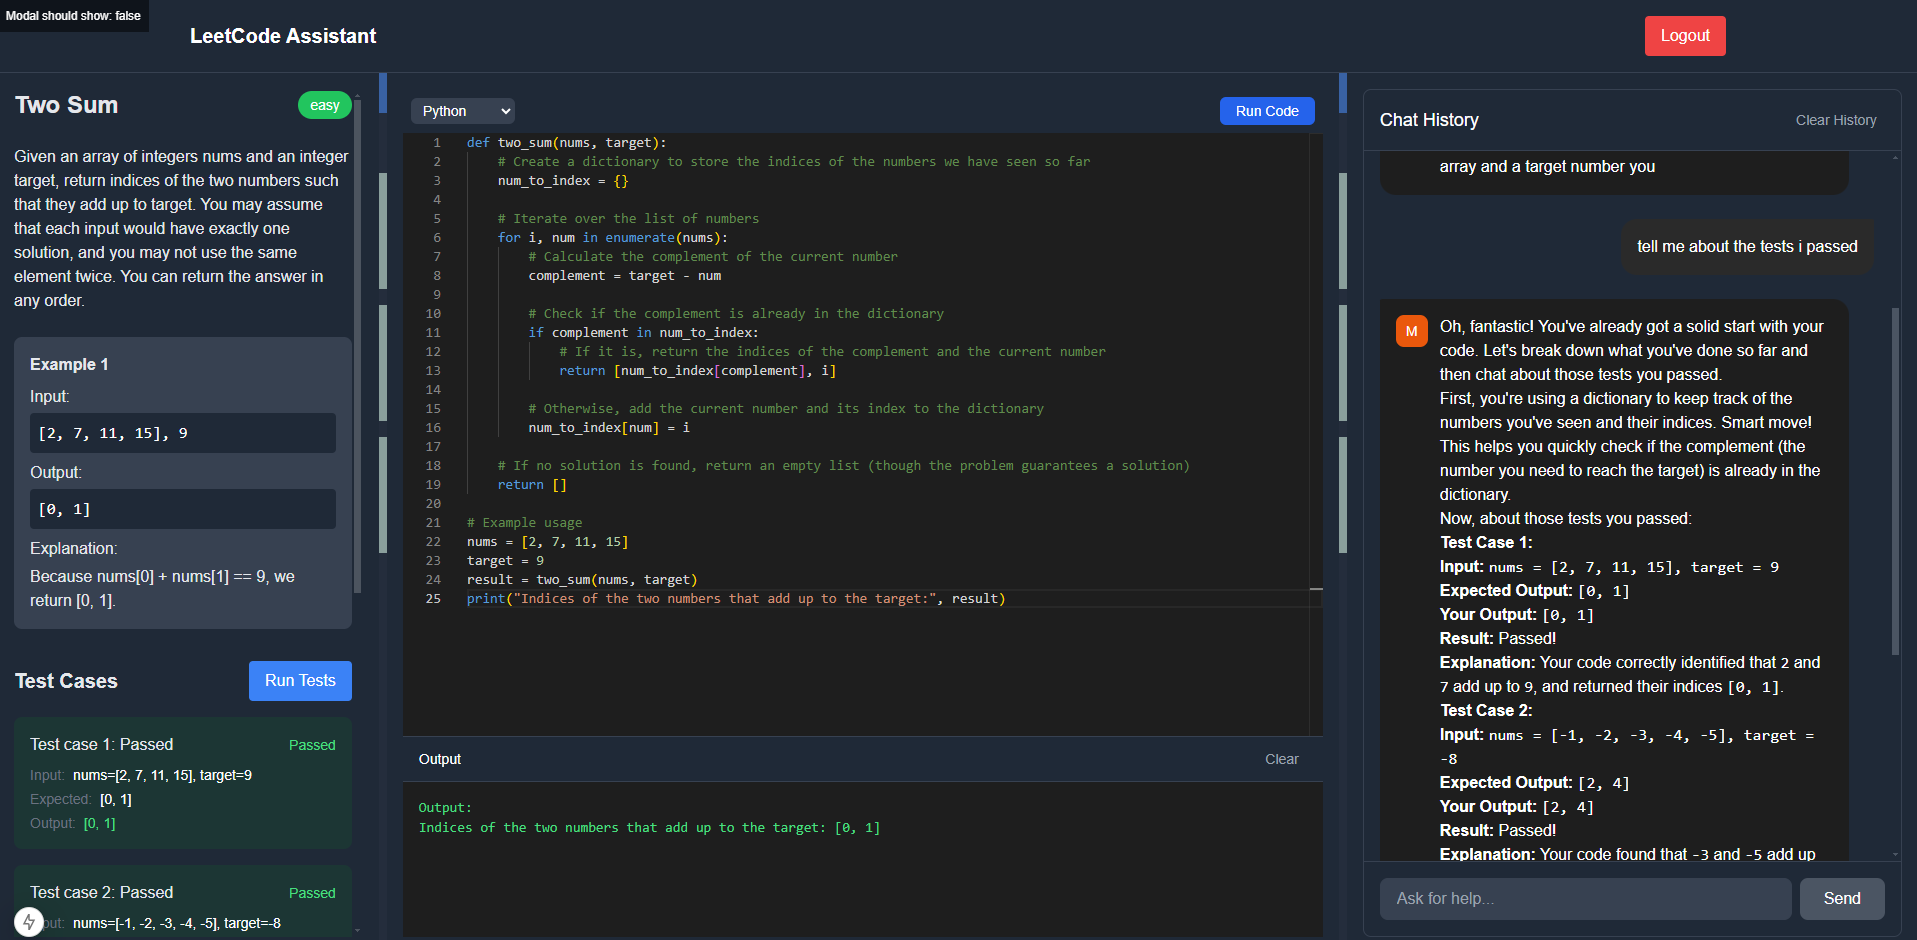 Modal should show: false
LeetCode Assistant
Logout
Two Sum
easy
Given an array of integers nums and an integer
target, return indices of the two numbers such
that they add up to target. You may assume
that each input would have exactly one
solution, and you may not use the same
element twice. You can return the answer in
any order.
Example 1
Input:
[2, 7, 11, 15], 9
Output:
[0, 1]
Explanation:
Because nums[0] + nums[1] == 9, we
return [0, 1].
Test Cases
Run Tests
Test case 1: Passed
Passed
Input: nums=[2, 7, 11, 15], target=9
Expected: [0, 1]
Output: [0, 1]
Test case 2: Passed
Passed
put: nums=[-1, -2, -3, -4, -5], target=-8
Python
Run Code
1 def two_sum(nums, target):
2     # Create a dictionary to store the indices of the numbers we have seen so far
3     num_to_index = {}
4
5     # Iterate over the list of numbers
6     for i, num in enumerate(nums):
7         # Calculate the complement of the current number
8         complement = target - num
9
10         # Check if the complement is already in the dictionary
11         if complement in num_to_index:
12             # If it is, return the indices of the complement and the current number
13             return [num_to_index[complement], i]
14
15         # Otherwise, add the current number and its index to the dictionary
16         num_to_index[num] = i
17
18     # If no solution is found, return an empty list (though the problem guarantees a solution)
19     return []
20
21 # Example usage
22 nums = [2, 7, 11, 15]
23 target = 9
24 result = two_sum(nums, target)
25 print("Indices of the two numbers that add up to the target:", result)
Output
Clear
Output:
Indices of the two numbers that add up to the target: [0, 1]
Chat History
Clear History
array and a target number you
tell me about the tests i passed
M
Oh, fantastic! You've already got a solid start with your
code. Let's break down what you've done so far and
then chat about those tests you passed.
First, you're using a dictionary to keep track of the
numbers you've seen and their indices. Smart move!
This helps you quickly check if the complement (the
number you need to reach the target) is already in the
dictionary.
Now, about those tests you passed:
Test Case 1:
Input: nums = [2, 7, 11, 15], target = 9
Expected Output: [0, 1]
Your Output: [0, 1]
Result: Passed!
Explanation: Your code correctly identified that 2 and
7 add up to 9, and returned their indices [0, 1].
Test Case 2:
Input: nums = [-1, -2, -3, -4, -5], target =
-8
Expected Output: [2, 4]
Your Output: [2, 4]
Result: Passed!
Explanation: Your code found that -3 and -5 add up
Ask for help...
Send